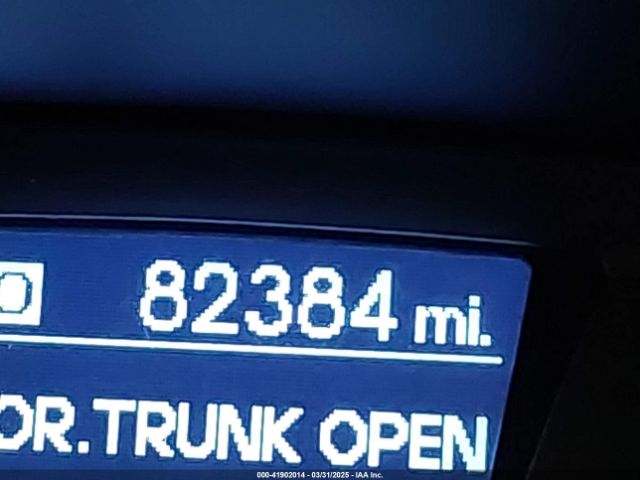 82384 mi.
OR.TRUNK OPEN
000-41902014 - 03/31/2025 - IAA Inc.